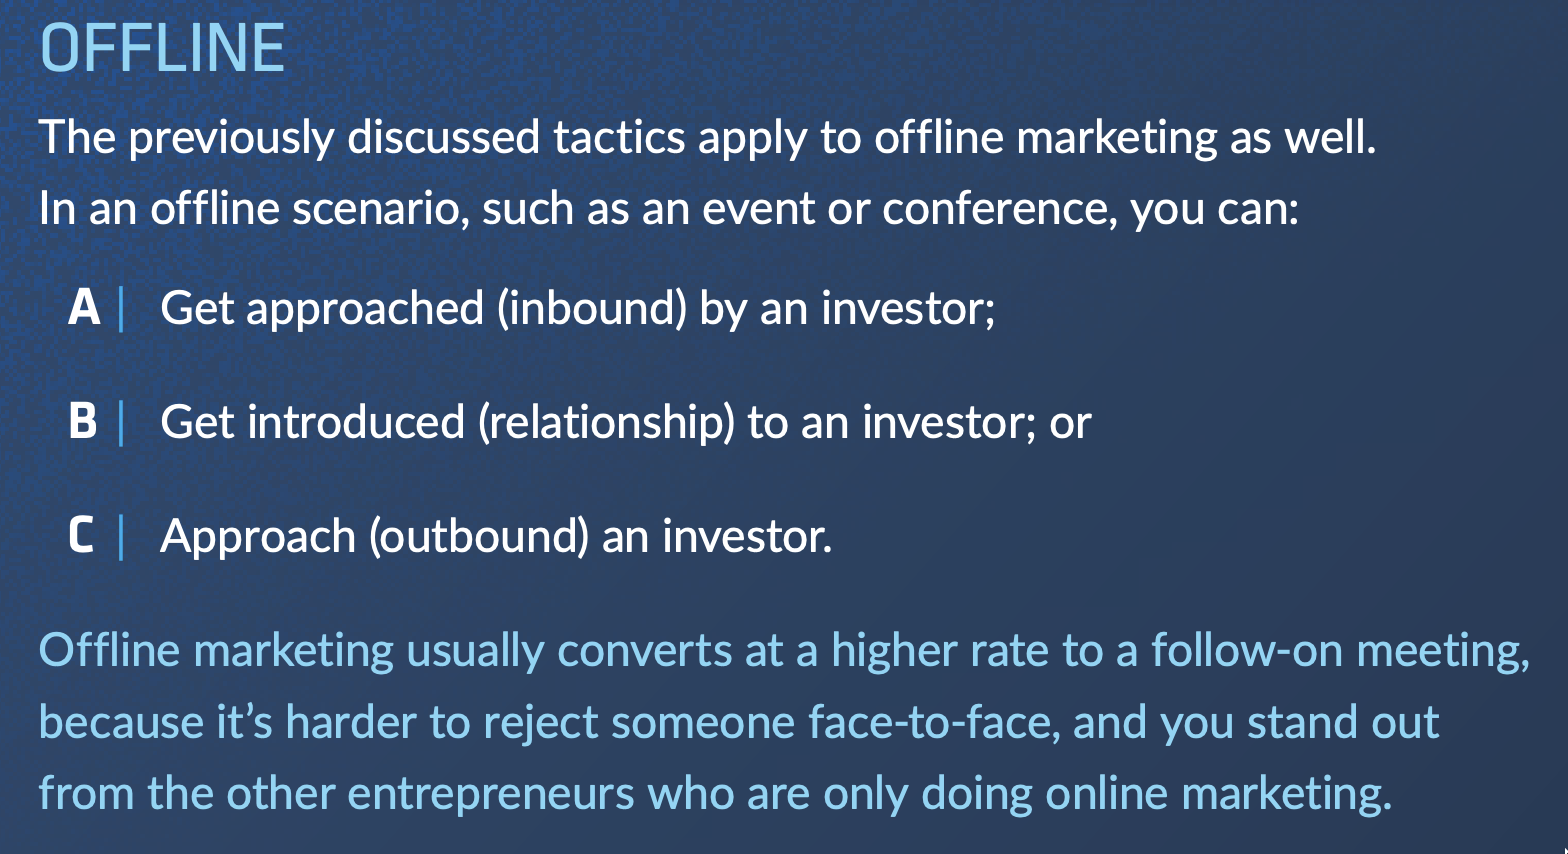 OFFLINE
The previously discussed tactics apply to offline marketing as well.
In an offline scenario, such as an event or conference, you can:
A | Get approached (inbound) by an investor;
B | Get introduced (relationship) to an investor; or
C | Approach (outbound) an investor.
Offline marketing usually converts at a higher rate to a follow-on meeting,
because it’s harder to reject someone face-to-face, and you stand out
from the other entrepreneurs who are only doing online marketing.